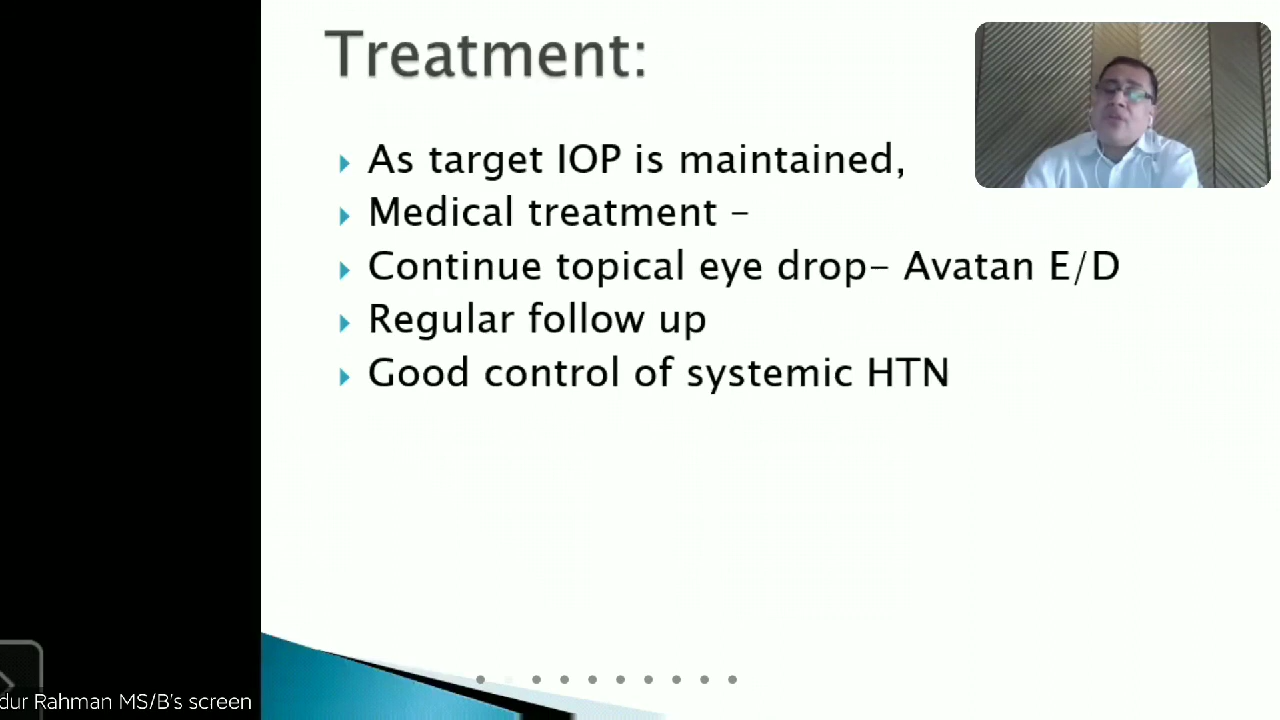 Treatment:
As target IOP is maintained,
Medical treatment –
Continue topical eye drop– Avatan E/D
Regular follow up
Good control of systemic HTN
dur Rahman MS/B's screen